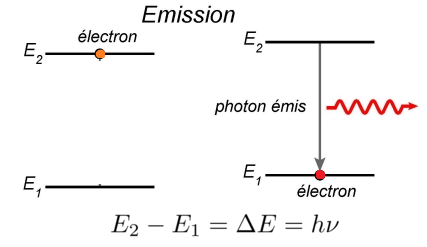 Emission
E₂
électron
E₁
E₂
photon émis
E₁
électron
E₂ − E₁ = ΔE = hν